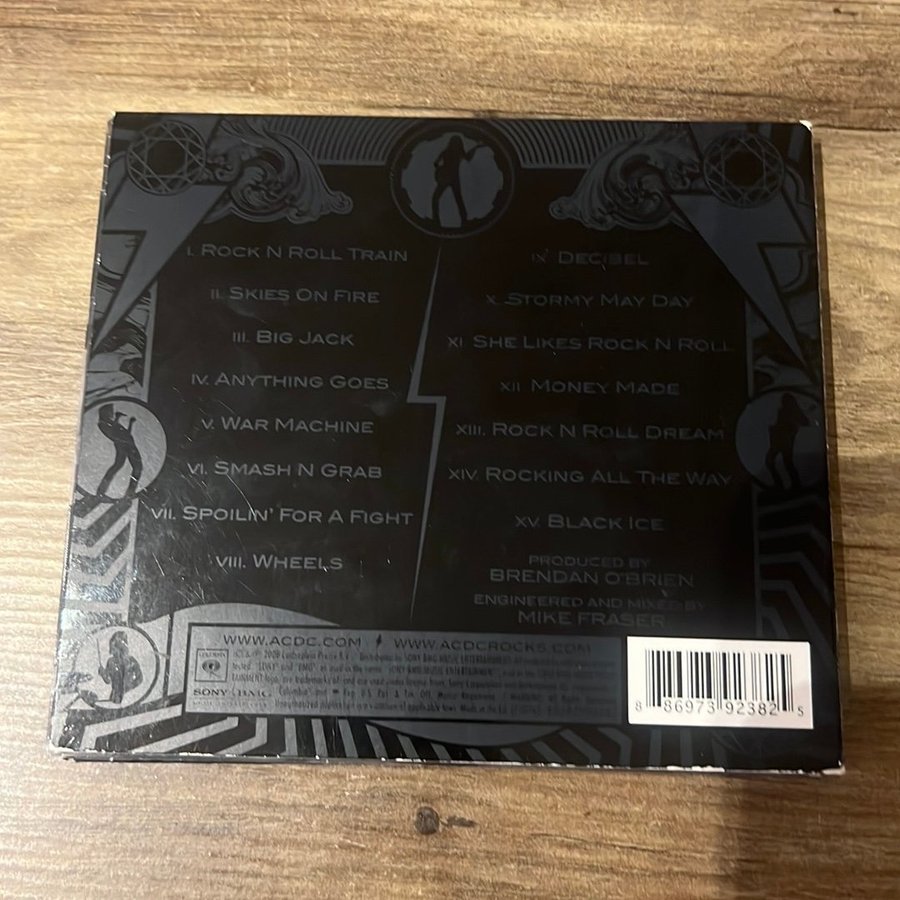 I. ROCK N ROLL TRAIN
II. SKIES ON FIRE
III. BIG JACK
IV. ANYTHING GOES
V. WAR MACHINE
VI. SMASH N GRAB
VII. SPOILIN' FOR A FIGHT
VIII. WHEELS
IX. DECIBEL
X. STORMY MAY DAY
XI. SHE LIKES ROCK N ROLL
XII. MONEY MADE
XIII. ROCK N ROLL DREAM
XIV. ROCKING ALL THE WAY
XV. BLACK ICE
PRODUCED BY
BRENDAN O'BRIEN
ENGINEERED AND MIXED BY
MIKE FRASER
WWW.ACDC.COM WWW.ACDCROCKS.COM
COLUMBIA
SONY BMG
8 86973 92382 5